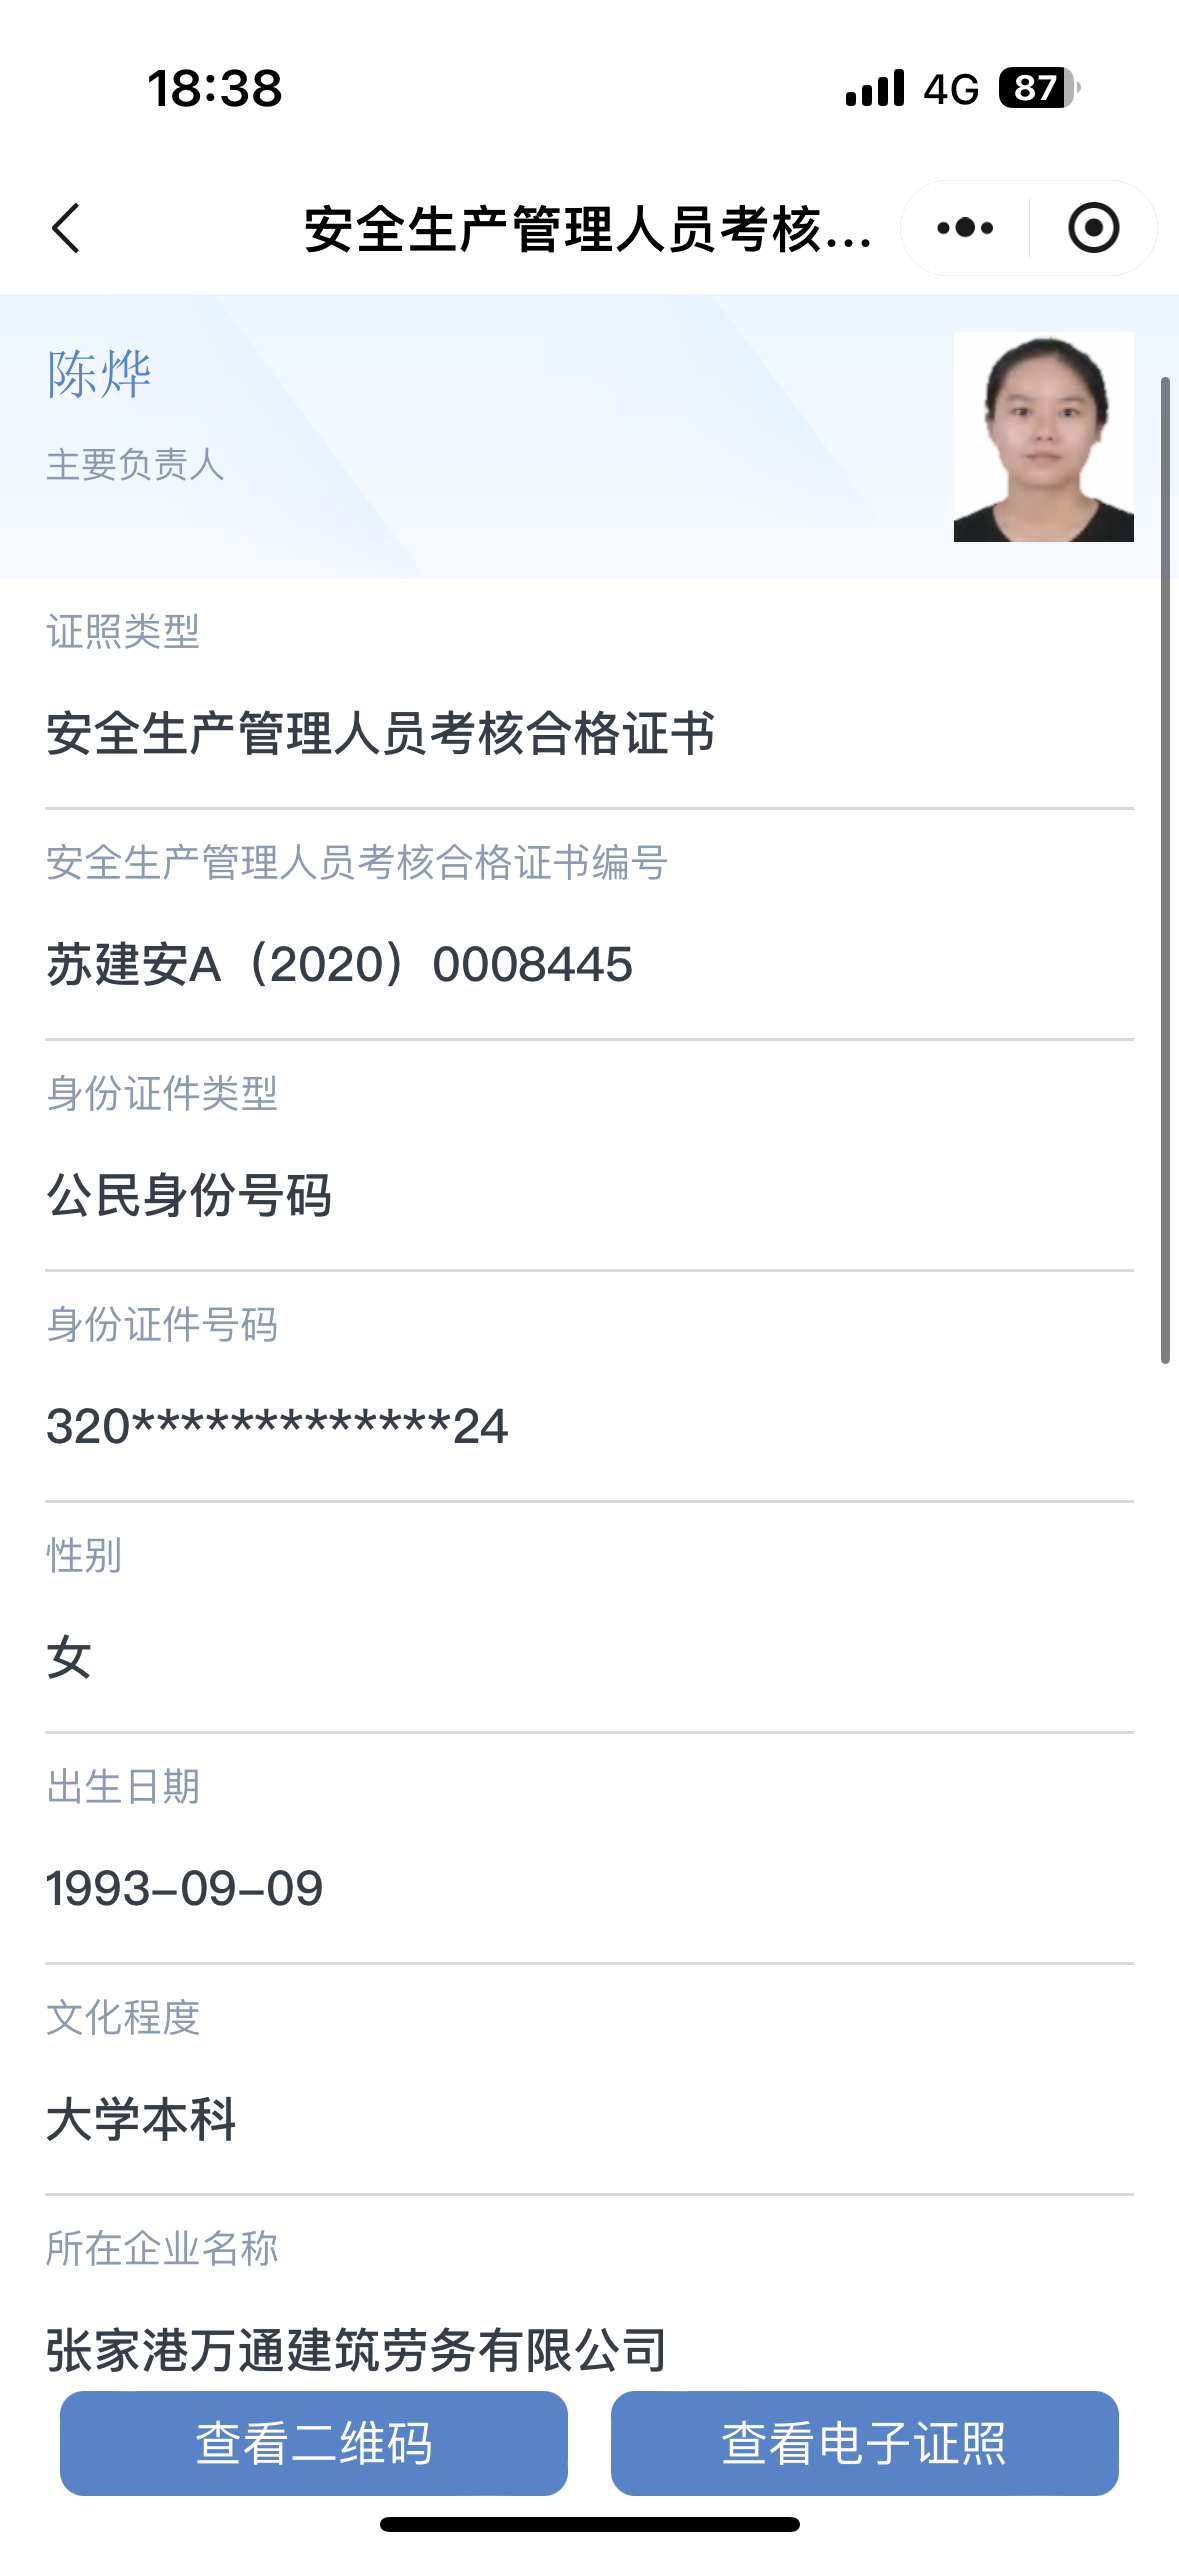 18:38
4G 87
安全生产管理人员考核...
陈烨
主要负责人
证照类型
安全生产管理人员考核合格证书
安全生产管理人员考核合格证书编号
苏建安A（2020）0008445
身份证件类型
公民身份号码
身份证件号码
320*************24
性别
女
出生日期
1993-09-09
文化程度
大学本科
所在企业名称
张家港万通建筑劳务有限公司
查看二维码
查看电子证照